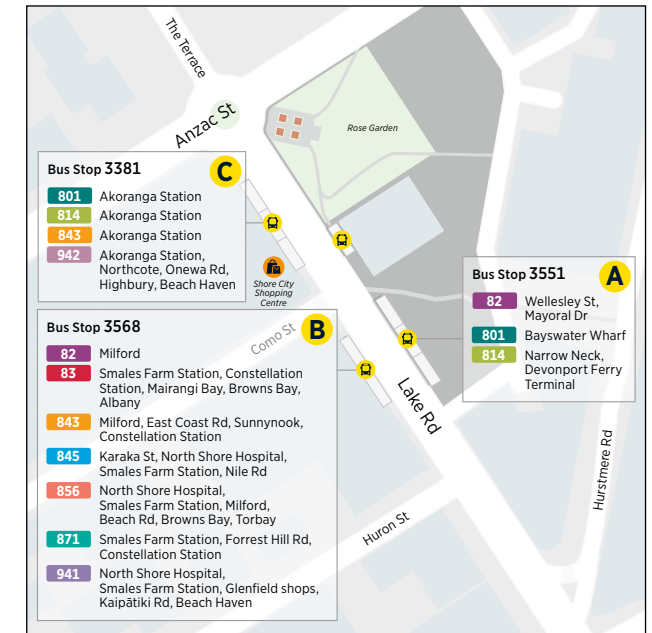 The Terrace
Anzac St
Rose Garden
Bus Stop 3381
C
801 Akoranga Station
814 Akoranga Station
843 Akoranga Station
942 Akoranga Station,
Northcote, Onewa Rd,
Highbury, Beach Haven
Shore City
Shopping
Centre
Bus Stop 3551
A
82 Wellesley St,
Mayoral Dr
801 Bayswater Wharf
814 Narrow Neck,
Devonport Ferry
Terminal
Como St
Bus Stop 3568
B
82 Milford
83 Smales Farm Station, Constellation
Station, Mairangi Bay, Browns Bay,
Albany
843 Milford, East Coast Rd, Sunnynook,
Constellation Station
845 Karaka St, North Shore Hospital,
Smales Farm Station, Nile Rd
856 North Shore Hospital,
Smales Farm Station, Milford,
Beach Rd, Browns Bay, Torbay
871 Smales Farm Station, Forrest Hill Rd,
Constellation Station
941 North Shore Hospital,
Smales Farm Station, Glenfield shops,
Kaipātiki Rd, Beach Haven
Lake Rd
Huron St
Hurstmere Rd